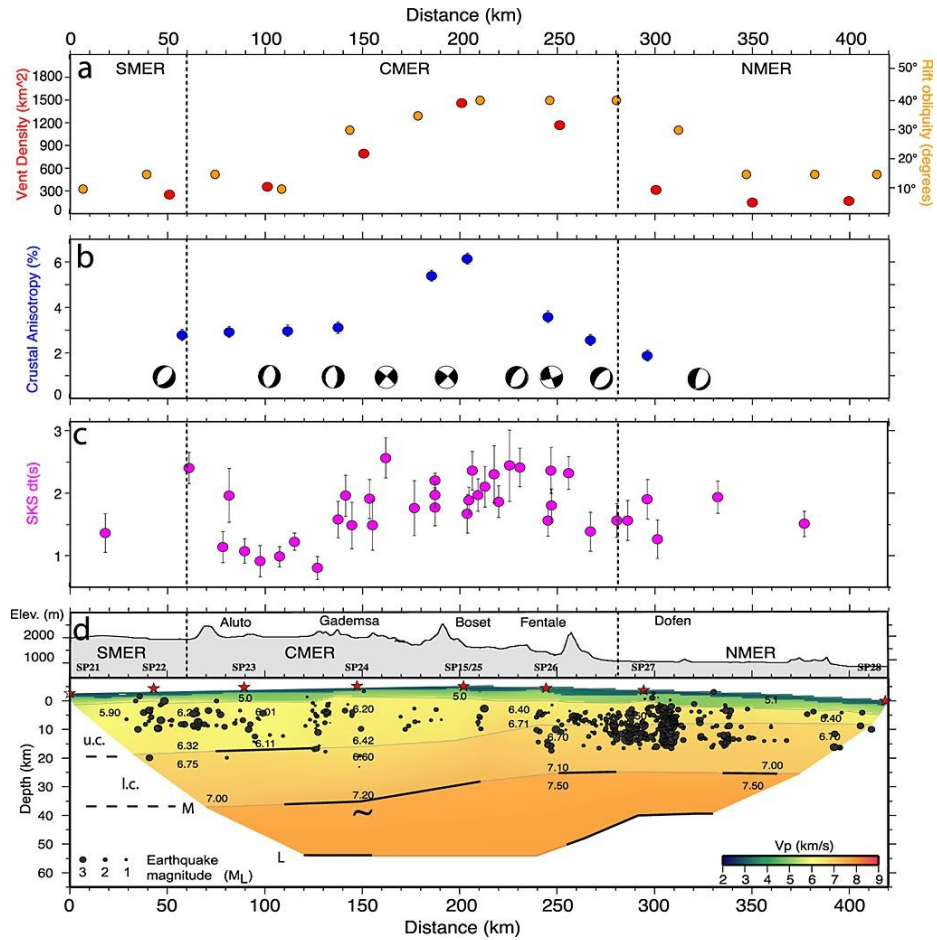 Distance (km)
0 50 100 150 200 250 300 350 400
a SMER CMER NMER
Vent Density (km^2)
1800
1500
1200
900
600
300
0
50°
40°
30°
20°
10°
Rift obliquity (degrees)
b
Crustal Anisotropy (%)
6
4
2
0
c
SKS dt(s)
3
2
1
Elev. (m)
2000
1000
d Aluto Gademsa Boset Fentale Dofen
SMER CMER NMER
SP21 SP22 SP23 SP24 SP15/25 SP26 SP27 SP28
Depth (km)
0
10
20
30
40
50
60
5.0 5.0 5.1
5.90 6.01 6.20 6.40 6.40
6.71 6.70
6.32 6.11 6.42
6.75 6.60
7.10 7.00
7.00 7.20 7.50 7.50
u.c.
l.c.
M
~
L
3 2 1 Earthquake
magnitude (ML)
Vp (km/s)
2 3 4 5 6 7 8 9
0 50 100 150 200 250 300 350 400
Distance (km)